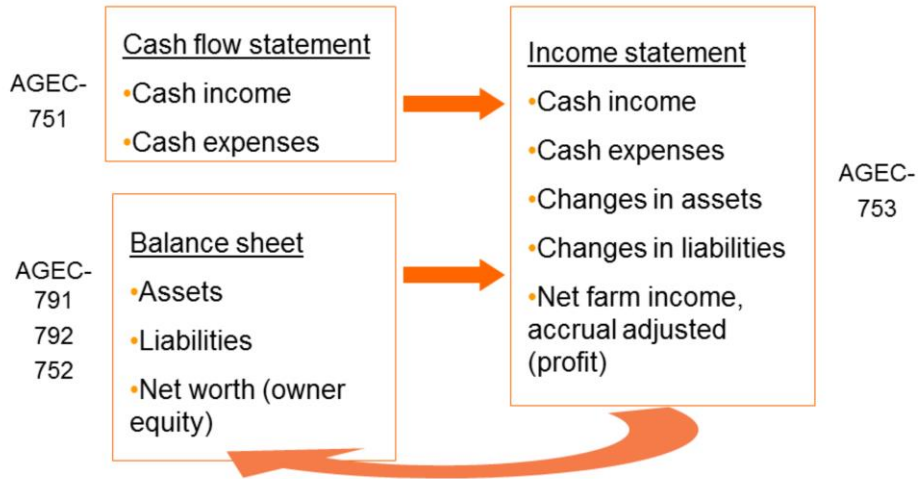 AGEC-
751
Cash flow statement
•Cash income
•Cash expenses
AGEC-
791
792
752
Balance sheet
•Assets
•Liabilities
•Net worth (owner
equity)
Income statement
•Cash income
•Cash expenses
•Changes in assets
•Changes in liabilities
•Net farm income,
accrual adjusted
(profit)
AGEC-
753